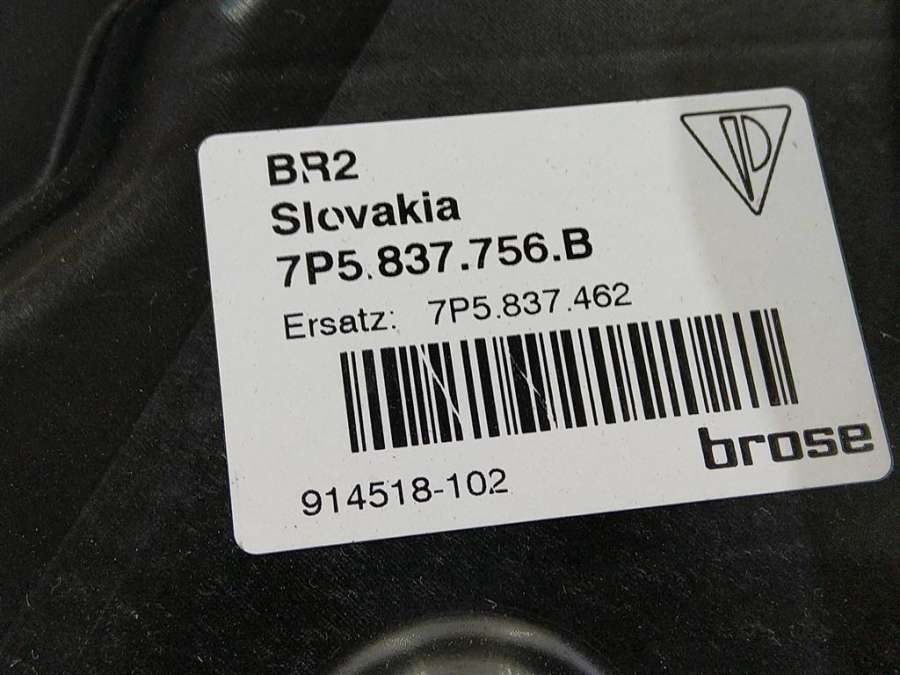 BR2
Slovakia
7P5.837.756.B
Ersatz: 7P5.837.462
brose
914518-102